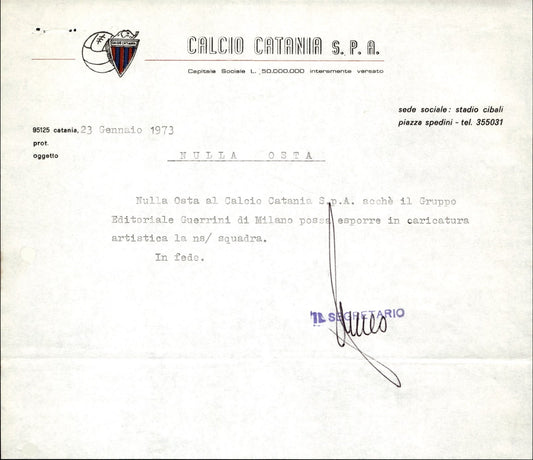 CALCIO CATANIA
CALCIO CATANIA S.P.A.
Capitale Sociale L. 50.000.000 interamente versato
sede sociale: stadio cibali
piazza spedini - tel. 355031
95125 catania, 23 Gennaio 1973
prot.
oggetto
NULLA OSTA
Nulla Osta al Calcio Catania S.p.A. acchè il Gruppo
Editoriale Guerrini di Milano possa esporre in caricatura
artistica la ns/ squadra.
In fede.
IL SEGRETARIO